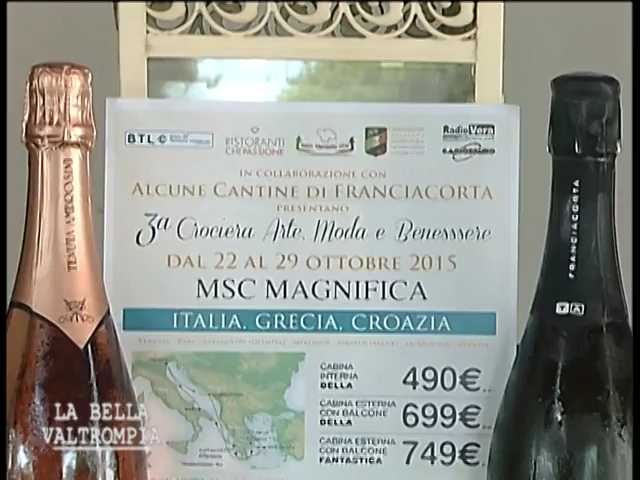 BTL
RISTORANTI
CHEPASSIONE
RadioVera
IN COLLABORAZIONE CON
ALCUNE CANTINE DI FRANCIACORTA
PRESENTANO
3a Crociera Arte, Moda e Benesssere
DAL 22 AL 29 OTTOBRE 2015
MSC MAGNIFICA
ITALIA, GRECIA, CROAZIA
CABINA
INTERNA
BELLA
490€
CABINA ESTERNA
CON BALCONE
BELLA
699€
CABINA ESTERNA
CON BALCONE
FANTASTICA
749€
FRANCIACORTA
LA BELLA
VALTROMPIA